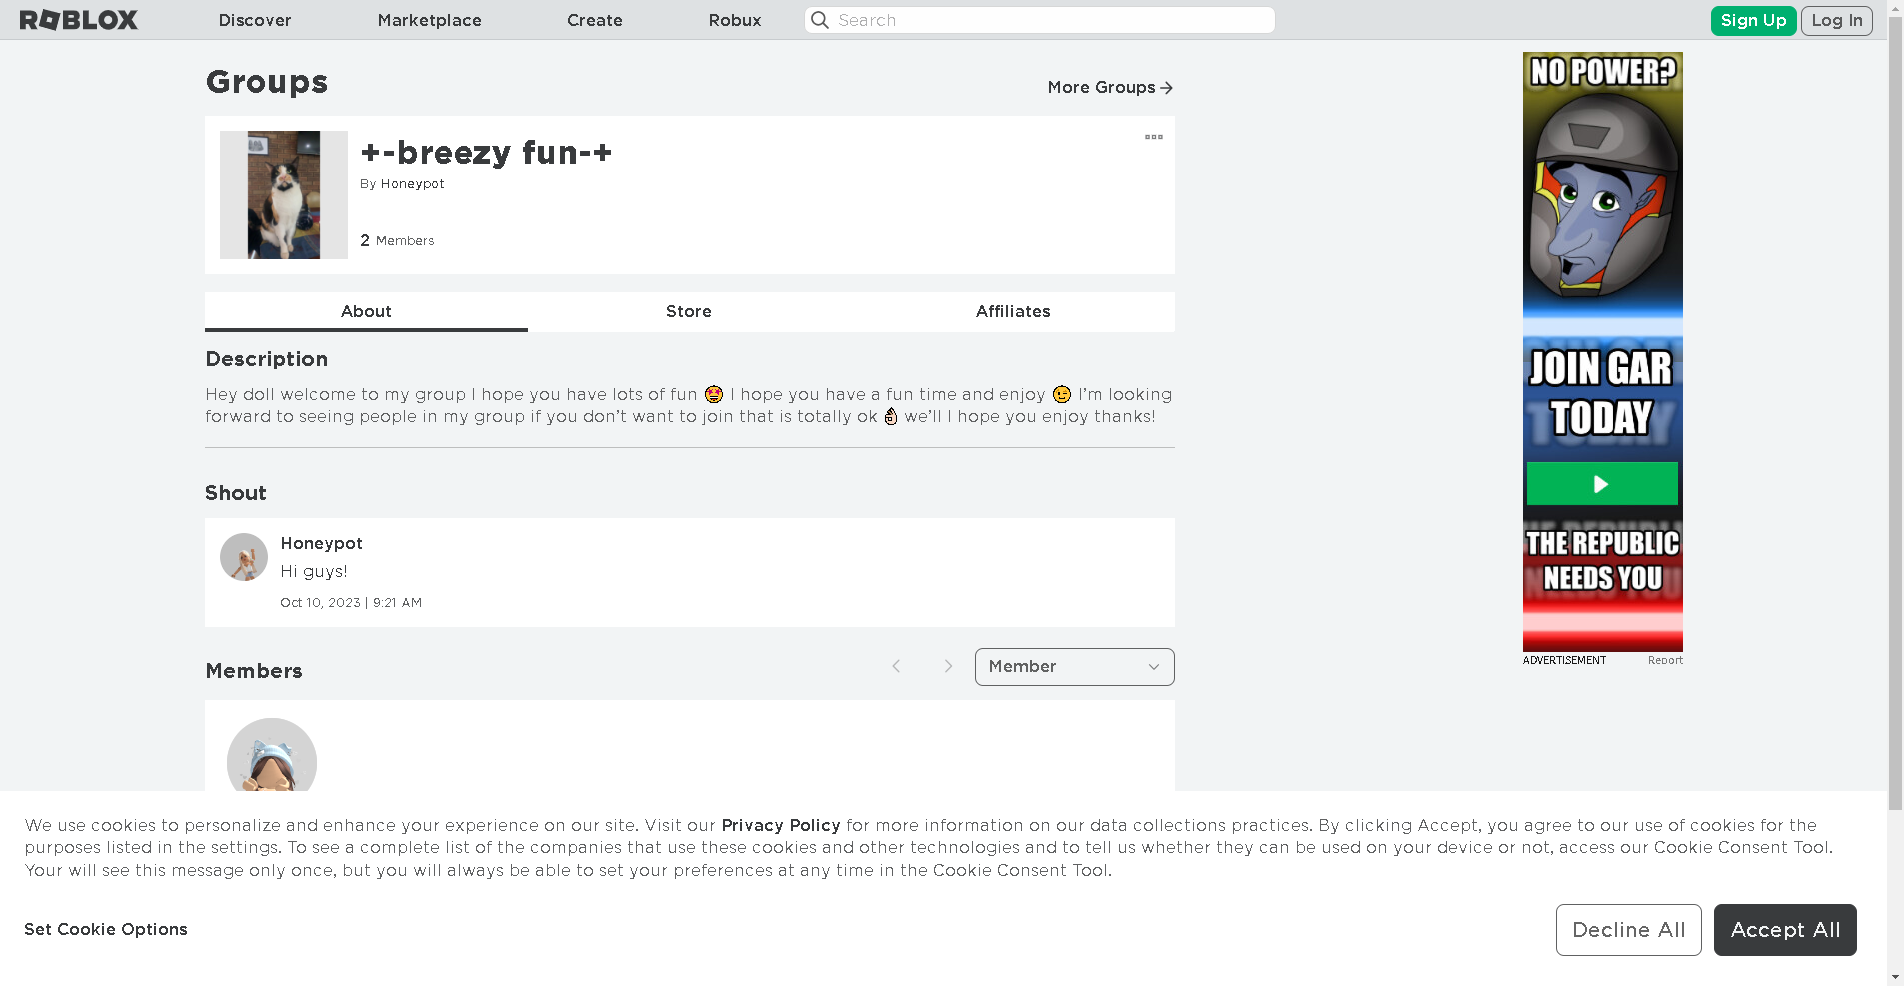 ROBLOX Discover Marketplace Create Robux Search Sign Up Log In
Groups
More Groups
+-breezy fun-+
By Honeypot
2 Members
About Store Affiliates
Description
Hey doll welcome to my group I hope you have lots of fun 🤩 I hope you have a fun time and enjoy 😉 I’m looking
forward to seeing people in my group if you don’t want to join that is totally ok 👌🏻 we’ll I hope you enjoy thanks!
Shout
Honeypot
Hi guys!
Oct 10, 2023 | 9:21 AM
Members
Member
NO POWER?
JOIN GAR
TODAY
THE REPUBLIC
NEEDS YOU
ADVERTISEMENT Report
We use cookies to personalize and enhance your experience on our site. Visit our Privacy Policy for more information on our data collections practices. By clicking Accept, you agree to our use of cookies for the
purposes listed in the settings. To see a complete list of the companies that use these cookies and other technologies and to tell us whether they can be used on your device or not, access our Cookie Consent Tool.
Your will see this message only once, but you will always be able to set your preferences at any time in the Cookie Consent Tool.
Set Cookie Options
Decline All Accept All